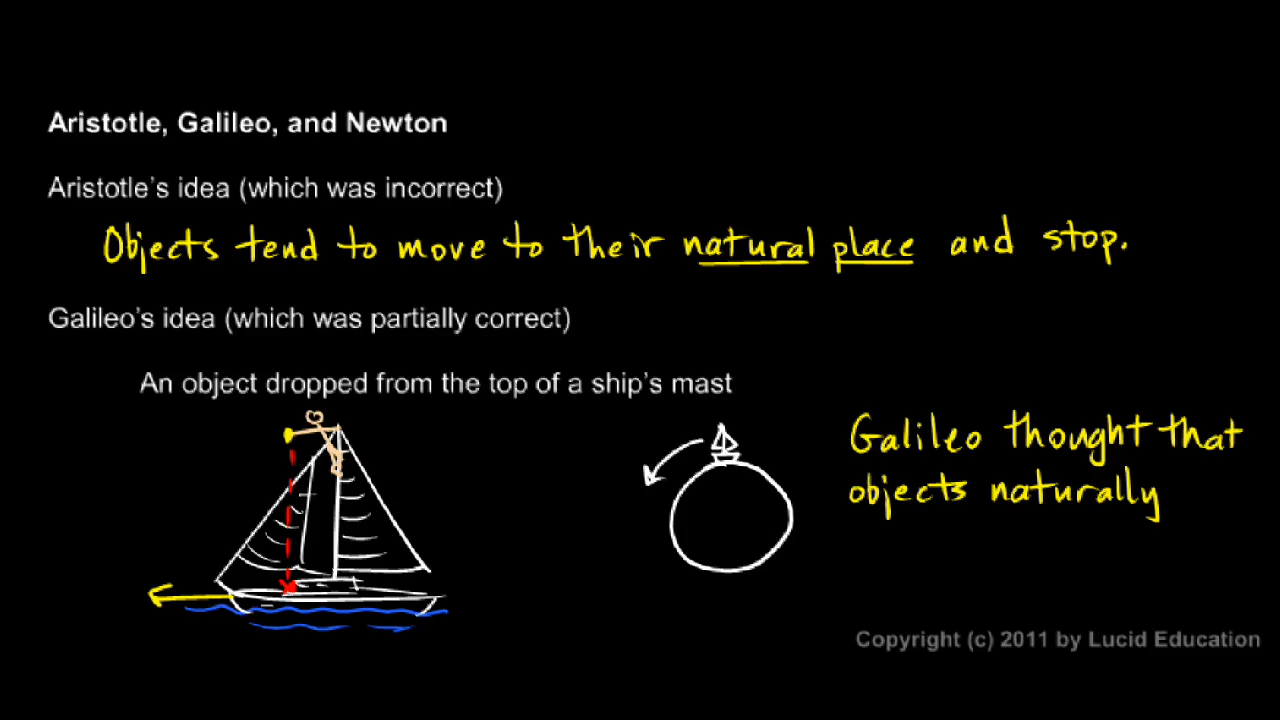 Aristotle, Galileo, and Newton
Aristotle's idea (which was incorrect)
Objects tend to move to their natural place and stop.
Galileo's idea (which was partially correct)
An object dropped from the top of a ship's mast
Galileo thought that
objects naturally
Copyright (c) 2011 by Lucid Education